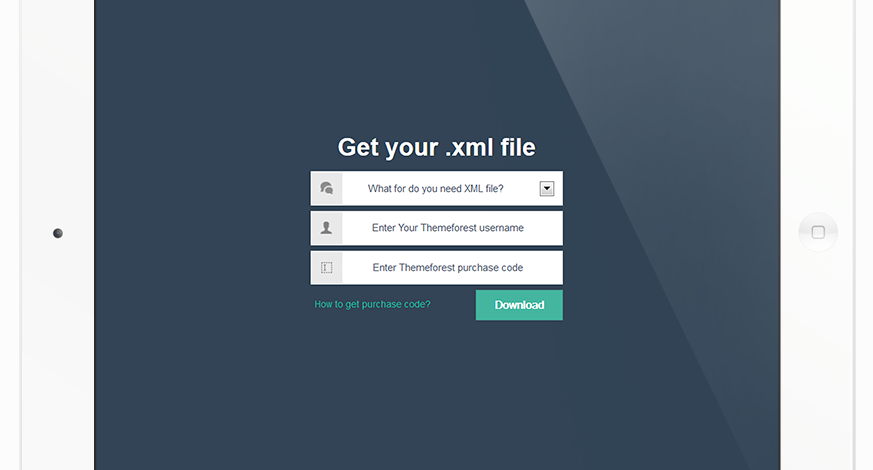 Get your .xml file
What for do you need XML file?
Enter Your Themeforest username
Enter Themeforest purchase code
How to get purchase code?
Download